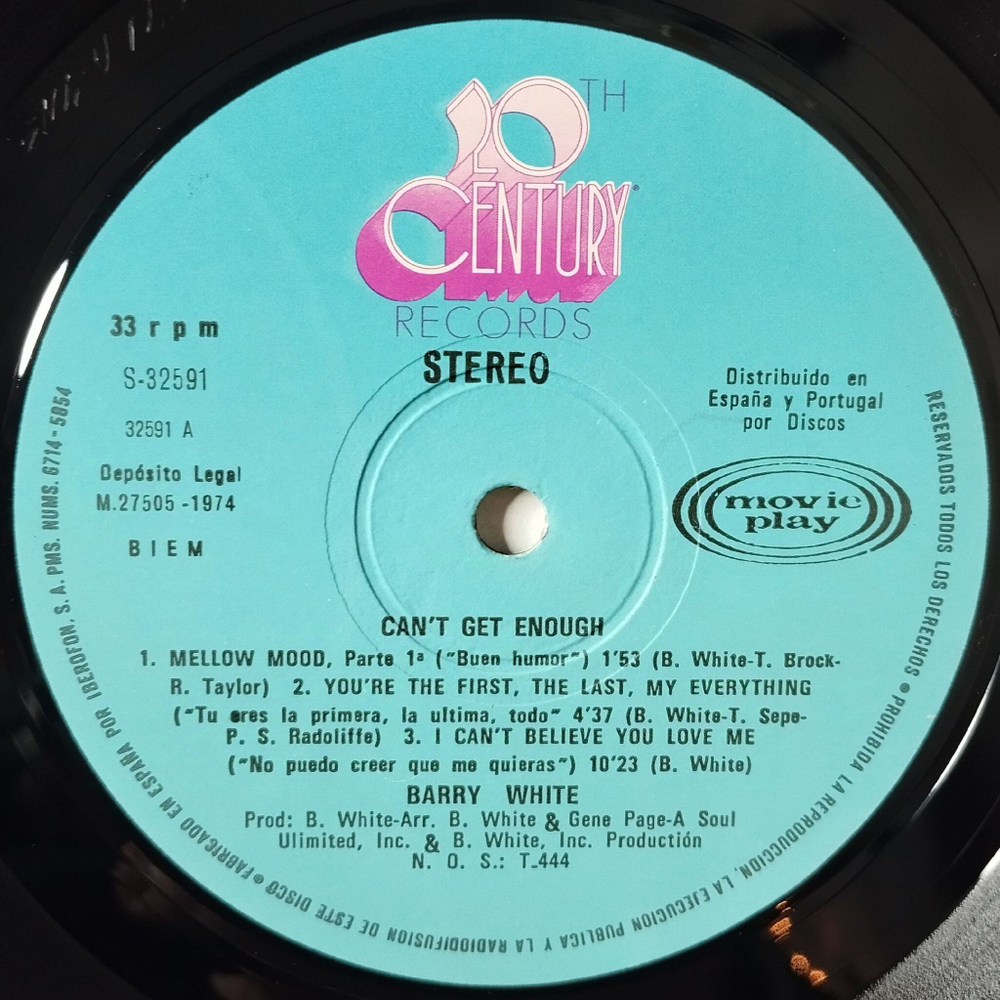 20TH
CENTURY
RECORDS
STEREO
33 rpm
S-32591
32591 A
Depósito Legal
M.27505-1974
BIEM
Distribuido en
España y Portugal
por Discos
movie
play
CAN'T GET ENOUGH
1. MELLOW MOOD, Parte 1ª ("Buen humor") 1'53 (B. White-T. Brock-
R. Taylor) 2. YOU'RE THE FIRST, THE LAST, MY EVERYTHING
("Tu eres la primera, la ultima, todo" 4'37 (B. White-T. Sepe-
P. S. Radoliffe) 3. I CAN'T BELIEVE YOU LOVE ME
("No puedo creer que me quieras") 10'23 (B. White)
BARRY WHITE
Prod: B. White-Arr. B. White & Gene Page-A Soul
Ulimited, Inc. & B. White, Inc. Productión
N. O. S.: T-444
RESERVADOS TODOS LOS DERECHOS • PROHIBIDA LA REPRODUCCION, LA EJECUCION PUBLICA Y LA RADIODIFUSION DE ESTE DISCO • FABRICADO EN ESPAÑA POR IBEROFON, S. A. PMS. NUMS. 6714-5854